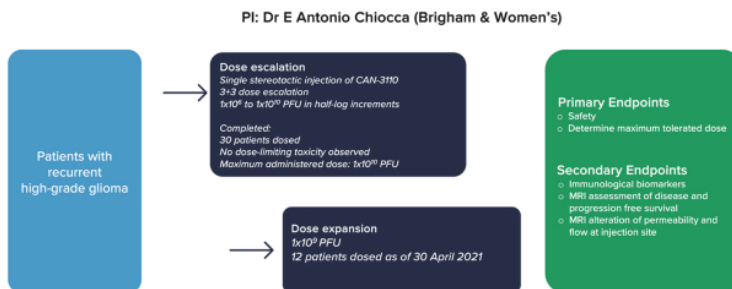 PI: Dr E Antonio Chiocca (Brigham & Women's)
Patients with
recurrent
high-grade glioma
Dose escalation
Single stereotactic injection of CAN-3110
3+3 dose escalation
1x10⁶ to 1x10¹⁰ PFU in half-log increments
Completed:
30 patients dosed
No dose-limiting toxicity observed
Maximum administered dose: 1x10¹⁰ PFU
Dose expansion
1x10⁹ PFU
12 patients dosed as of 30 April 2021
Primary Endpoints
o Safety
o Determine maximum tolerated dose
Secondary Endpoints
o Immunological biomarkers
o MRI assessment of disease and
progression free survival
o MRI alteration of permeability and
flow at injection site